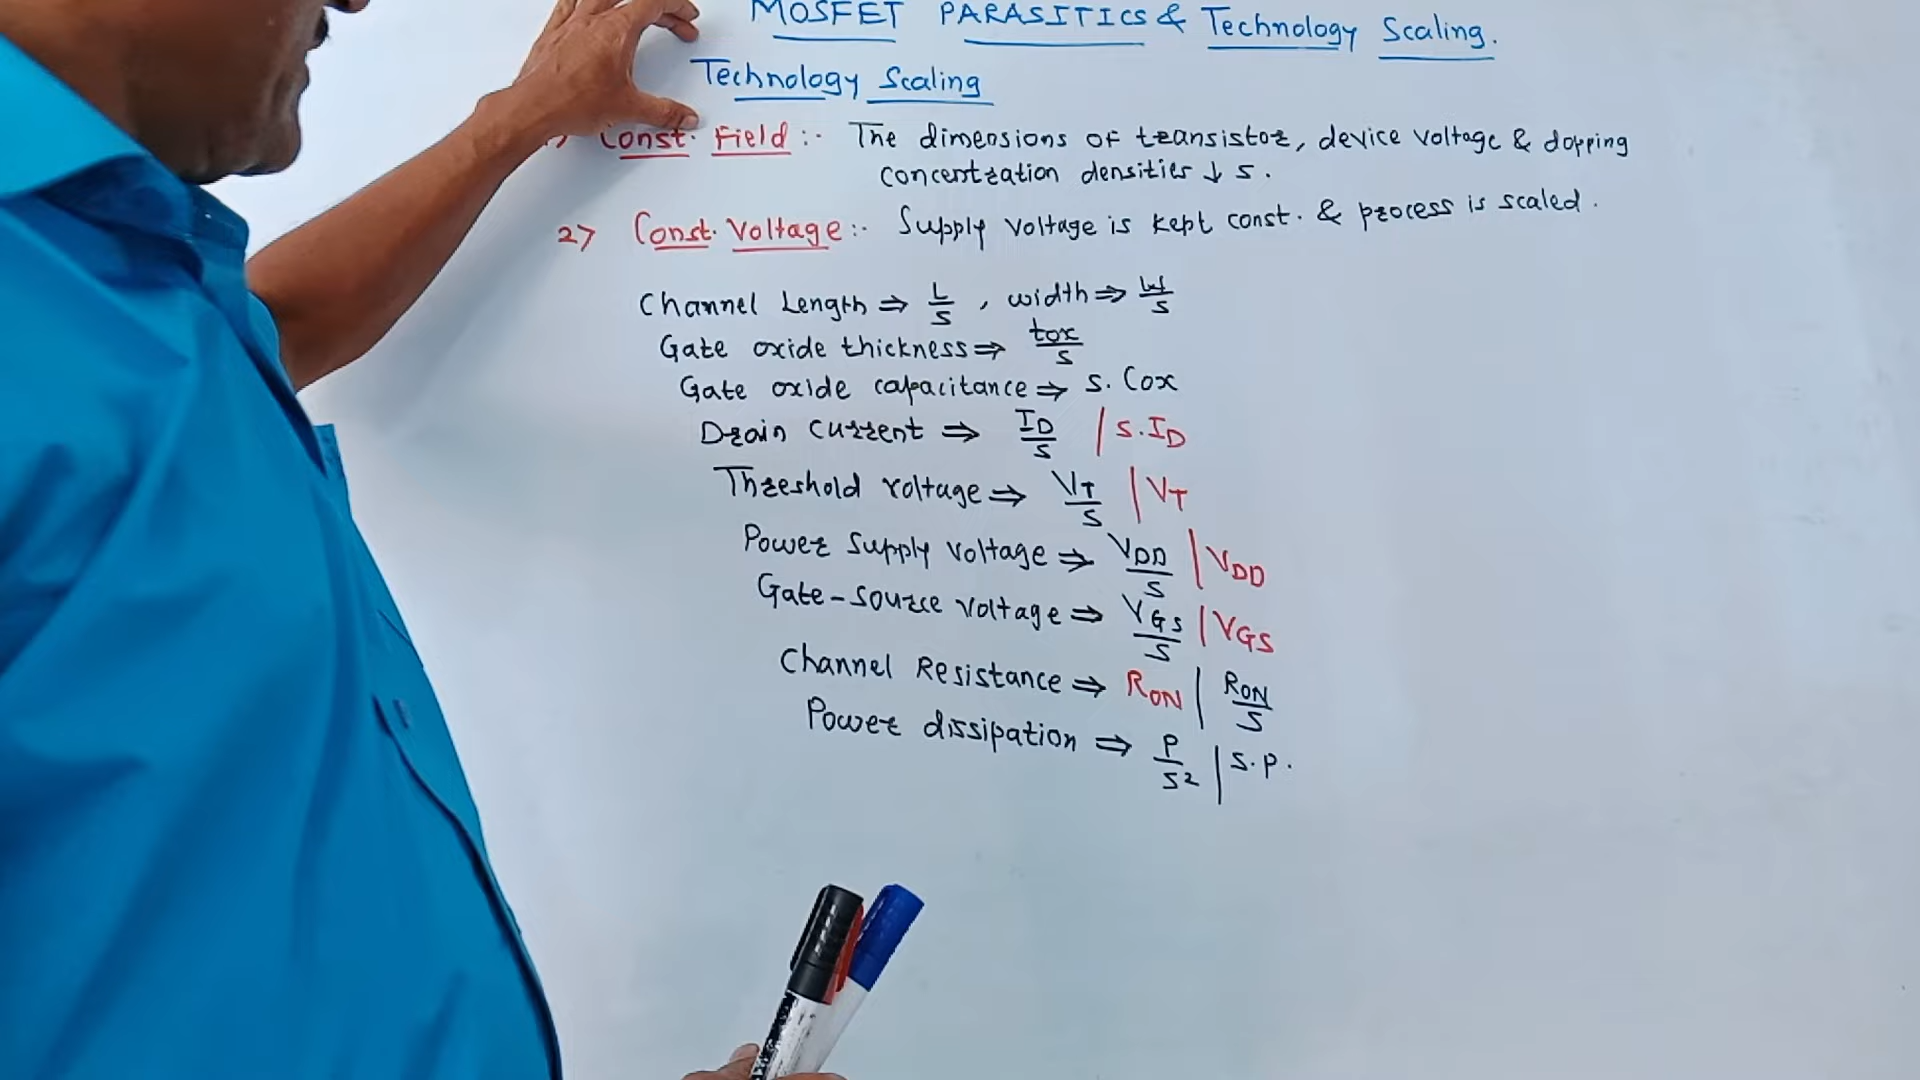 MOSFET PARASITICS & Technology Scaling.
Technology Scaling
Const. Field :- The dimensions of transistor, device voltage & dopping
concentration densities ↓ s.
2> Const. Voltage :- Supply voltage is kept const. & process is scaled.
Channel Length ⇒ L/S , width ⇒ W/S
Gate oxide thickness ⇒ tox/S
Gate oxide capacitance ⇒ S. Cox
Drain current ⇒ ID/S | S.ID
Threshold voltage ⇒ VT/S | VT
Power supply voltage ⇒ VDD/S | VDD
Gate-source voltage ⇒ VGS/S | VGS
Channel Resistance ⇒ RON | RON/S
Power dissipation ⇒ P/S² | S.P.